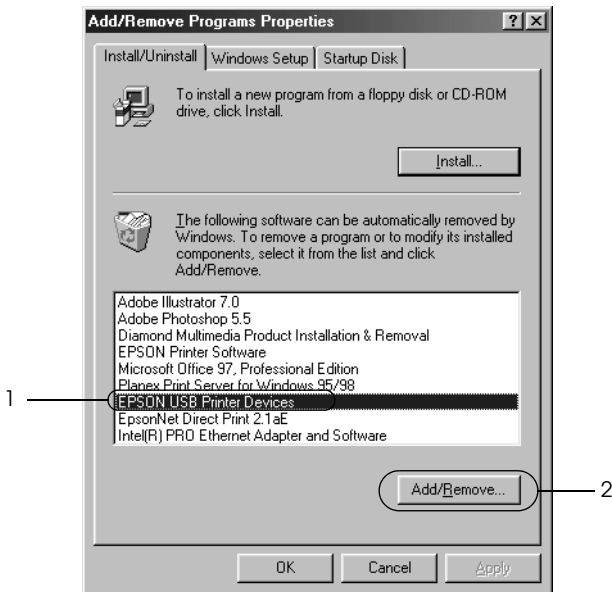 Add/Remove Programs Properties
Install/Uninstall
Windows Setup
Startup Disk
To install a new program from a floppy disk or CD-ROM
drive, click Install.
Install...
The following software can be automatically removed by
Windows. To remove a program or to modify its installed
components, select it from the list and click
Add/Remove.
Adobe Illustrator 7.0
Adobe Photoshop 5.5
Diamond Multimedia Product Installation & Removal
EPSON Printer Software
Microsoft Office 97, Professional Edition
Planex Print Server for Windows 95/98
1
EPSON USB Printer Devices
EpsonNet Direct Print 2.1aE
Intel(R) PRO Ethernet Adapter and Software
Add/Remove...
2
OK
Cancel
Apply